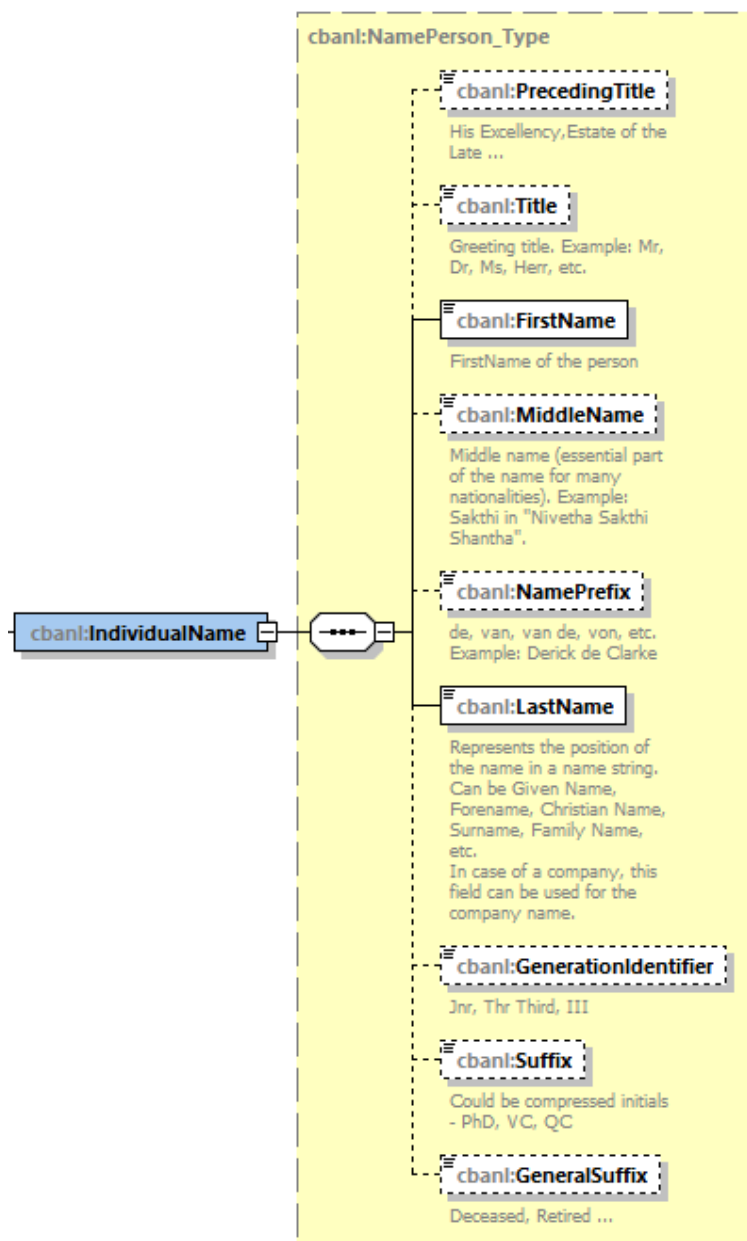 cbanl:NamePerson_Type
cbanl:PrecedingTitle
His Excellency,Estate of the
Late ...
cbanl:Title
Greeting title. Example: Mr,
Dr, Ms, Herr, etc.
cbanl:FirstName
FirstName of the person
cbanl:MiddleName
Middle name (essential part
of the name for many
nationalities). Example:
Sakthi in "Nivetha Sakthi
Shantha".
cbanl:NamePrefix
de, van, van de, von, etc.
Example: Derick de Clarke
cbanl:IndividualName
cbanl:LastName
Represents the position of
the name in a name string.
Can be Given Name,
Forename, Christian Name,
Surname, Family Name,
etc.
In case of a company, this
field can be used for the
company name.
cbanl:GenerationIdentifier
Jnr, Thr Third, III
cbanl:Suffix
Could be compressed initials
- PhD, VC, QC
cbanl:GeneralSuffix
Deceased, Retired ...